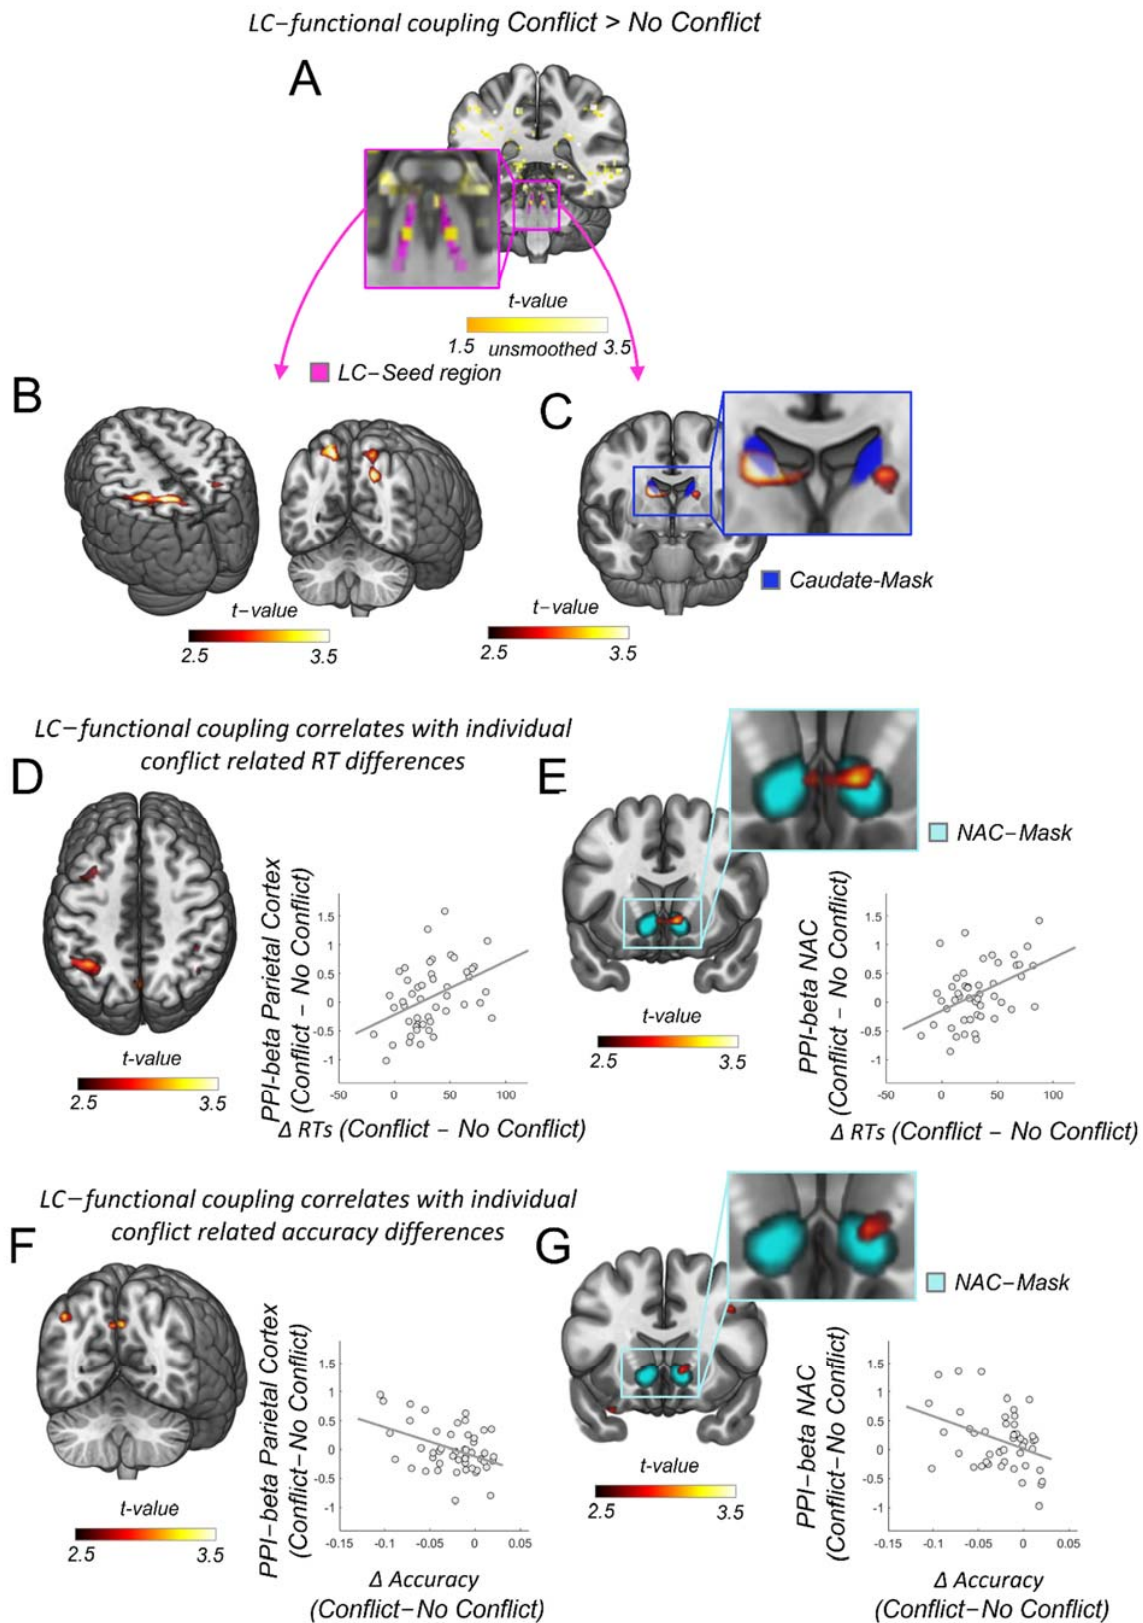 LC–functional coupling Conflict > No Conflict
A
t-value
1.5 unsmoothed 3.5
LC–Seed region
B
C
Caudate-Mask
t–value
2.5 3.5
t–value
2.5 3.5
LC–functional coupling correlates with individual
conflict related RT differences
D
E
NAC–Mask
t-value
2.5 3.5
PPI-beta Parietal Cortex
(Conflict – No Conflict)
1.5
1
0.5
0
-0.5
-1
-50 0 50 100
Δ RTs (Conflict – No Conflict)
t-value
2.5 3.5
PPI-beta NAC
(Conflict – No Conflict)
1.5
1
0.5
0
-0.5
-1
-50 0 50 100
Δ RTs (Conflict – No Conflict)
LC–functional coupling correlates with individual
conflict related accuracy differences
F
G
NAC–Mask
t-value
2.5 3.5
PPI–beta Parietal Cortex
(Conflict–No Conflict)
1.5
1
0.5
0
-0.5
-1
-0.15 -0.1 -0.05 0 0.05
Δ Accuracy
(Conflict–No Conflict)
t-value
2.5 3.5
PPI–beta NAC
(Conflict–No Conflict)
1.5
1
0.5
0
-0.5
-1
-0.15 -0.1 -0.05 0 0.05
Δ Accuracy
(Conflict–No Conflict)